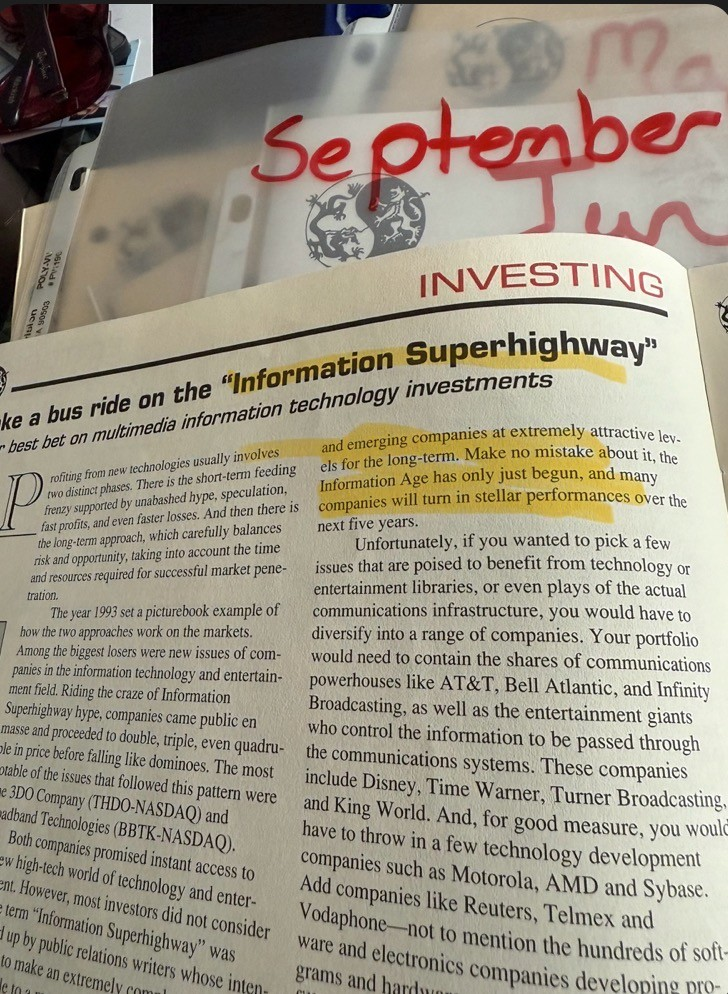 Ma
September
Jun
POLY-VI
90503
INVESTING
ke a bus ride on the “Information Superhighway”
r best bet on multimedia information technology investments
Profiting from new technologies usually involves
two distinct phases. There is the short-term feeding
frenzy supported by unabashed hype, speculation,
fast profits, and even faster losses. And then there is
the long-term approach, which carefully balances
risk and opportunity, taking into account the time
and resources required for successful market pene-
tration.
The year 1993 set a picturebook example of
how the two approaches work on the markets.
Among the biggest losers were new issues of com-
panies in the information technology and entertain-
ment field. Riding the craze of Information
Superhighway hype, companies came public en
masse and proceeded to double, triple, even quadru-
ple in price before falling like dominoes. The most
otable of the issues that followed this pattern were
e 3DO Company (THDO-NASDAQ) and
oadband Technologies (BBTK-NASDAQ).
Both companies promised instant access to
ew high-tech world of technology and enter-
ent. However, most investors did not consider
e term “Information Superhighway” was
d up by public relations writers whose inten-
to make an extremely
and emerging companies at extremely attractive lev-
els for the long-term. Make no mistake about it, the
Information Age has only just begun, and many
companies will turn in stellar performances over the
next five years.
Unfortunately, if you wanted to pick a few
issues that are poised to benefit from technology or
entertainment libraries, or even plays of the actual
communications infrastructure, you would have to
diversify into a range of companies. Your portfolio
would need to contain the shares of communications
powerhouses like AT&T, Bell Atlantic, and Infinity
Broadcasting, as well as the entertainment giants
who control the information to be passed through
the communications systems. These companies
include Disney, Time Warner, Turner Broadcasting,
and King World. And, for good measure, you would
have to throw in a few technology development
companies such as Motorola, AMD and Sybase.
Add companies like Reuters, Telmex and
Vodaphone—not to mention the hundreds of soft-
ware and electronics companies developing pro-
grams and